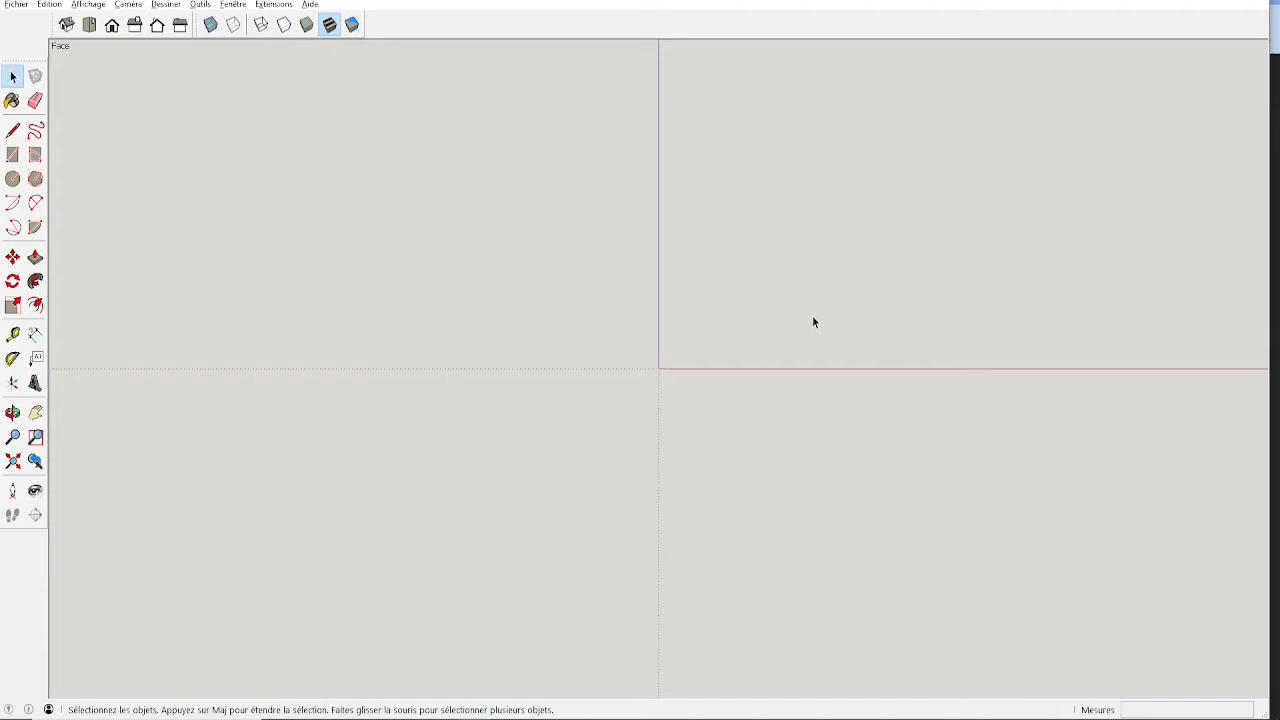 Fichier Edition Affichage Caméra Dessiner Outils Fenêtre Extensions Aide
Face
A1
Sélectionnez les objets. Appuyez sur Maj pour étendre la sélection. Faites glisser la souris pour sélectionner plusieurs objets.
Mesures